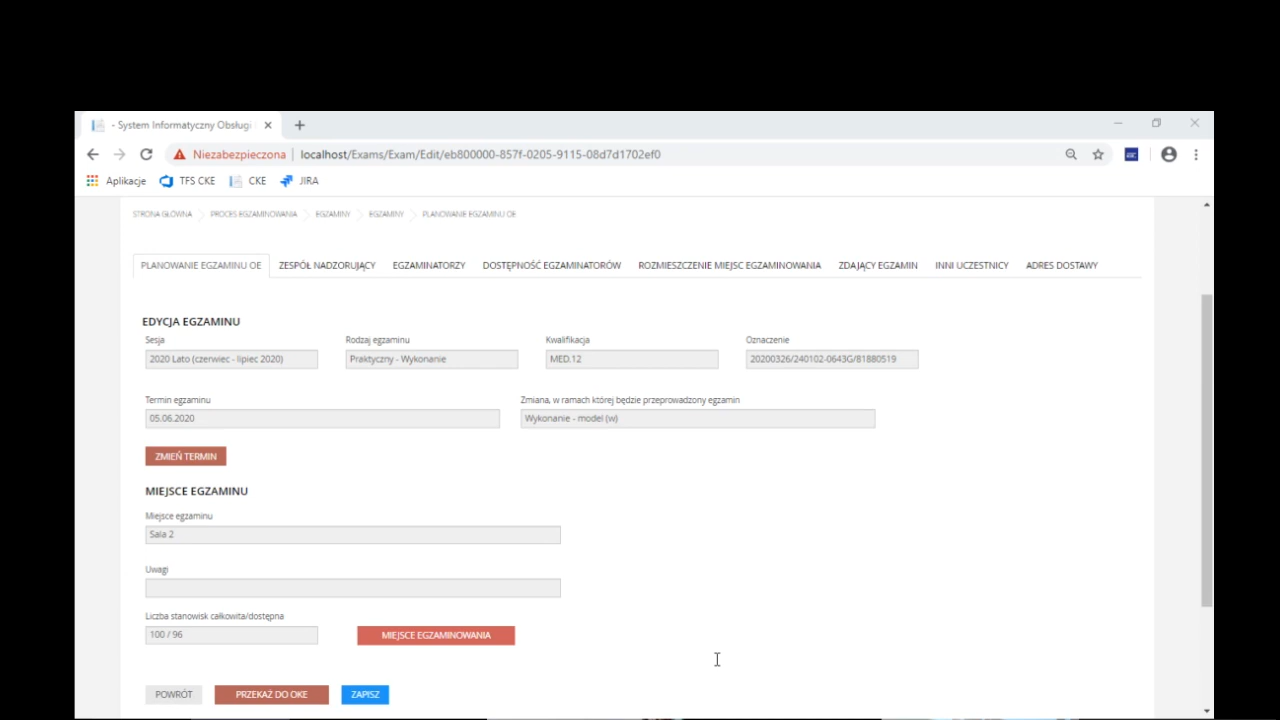 - System Informatyczny Obsługi
Niezabezpieczona | localhost/Exams/Exam/Edit/eb800000-857f-0205-9115-08d7d1702ef0
Aplikacje TFS CKE CKE JIRA
STRONA GŁÓWNA PROCES EGZAMINOWANIA EGZAMINY EGZAMINY PLANOWANIE EGZAMINU OE
PLANOWANIE EGZAMINU OE ZESPÓŁ NADZORUJĄCY EGZAMINATORZY DOSTĘPNOŚĆ EGZAMINATORÓW ROZMIESZCZENIE MIEJSC EGZAMINOWANIA ZDAJĄCY EGZAMIN INNI UCZESTNICY ADRES DOSTAWY
EDYCJA EGZAMINU
Sesja Rodzaj egzaminu Kwalifikacja Oznaczenie
2020 Lato (czerwiec - lipiec 2020) Praktyczny - Wykonanie MED.12 20200326/240102-0643G/81880519
Termin egzaminu Zmiana, w ramach której będzie przeprowadzony egzamin
05.06.2020 Wykonanie - model (w)
ZMIEŃ TERMIN
MIEJSCE EGZAMINU
Miejsce egzaminu
Sala 2
Uwagi
Liczba stanowisk całkowita/dostępna
100 / 96 MIEJSCE EGZAMINOWANIA
POWRÓT PRZEKAŻ DO OKE ZAPISZ